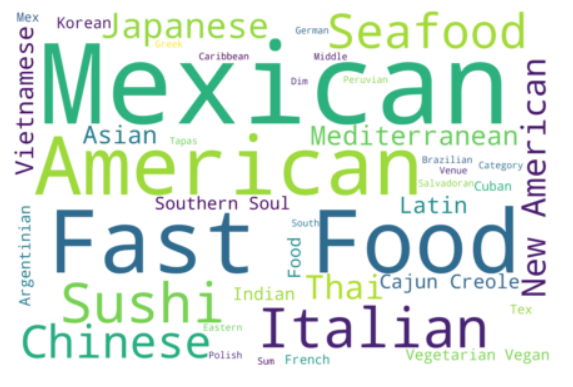 Mex
Korean
Japanese
German
Seafood
Greek
Caribbean
Middle
Vietnamese
Mexican
Dim
Peruvian
Asian
Mediterranean
New American
American
Tapas
Brazilian
Category
Venue
Salvadoran
Cuban
Southern Soul
Latin
Argentinian
Fast Food
South
Food
Cajun Creole
Thai
Indian
Sushi
Tex
Italian
Chinese
Eastern
Polish
Sum
French
Vegetarian Vegan